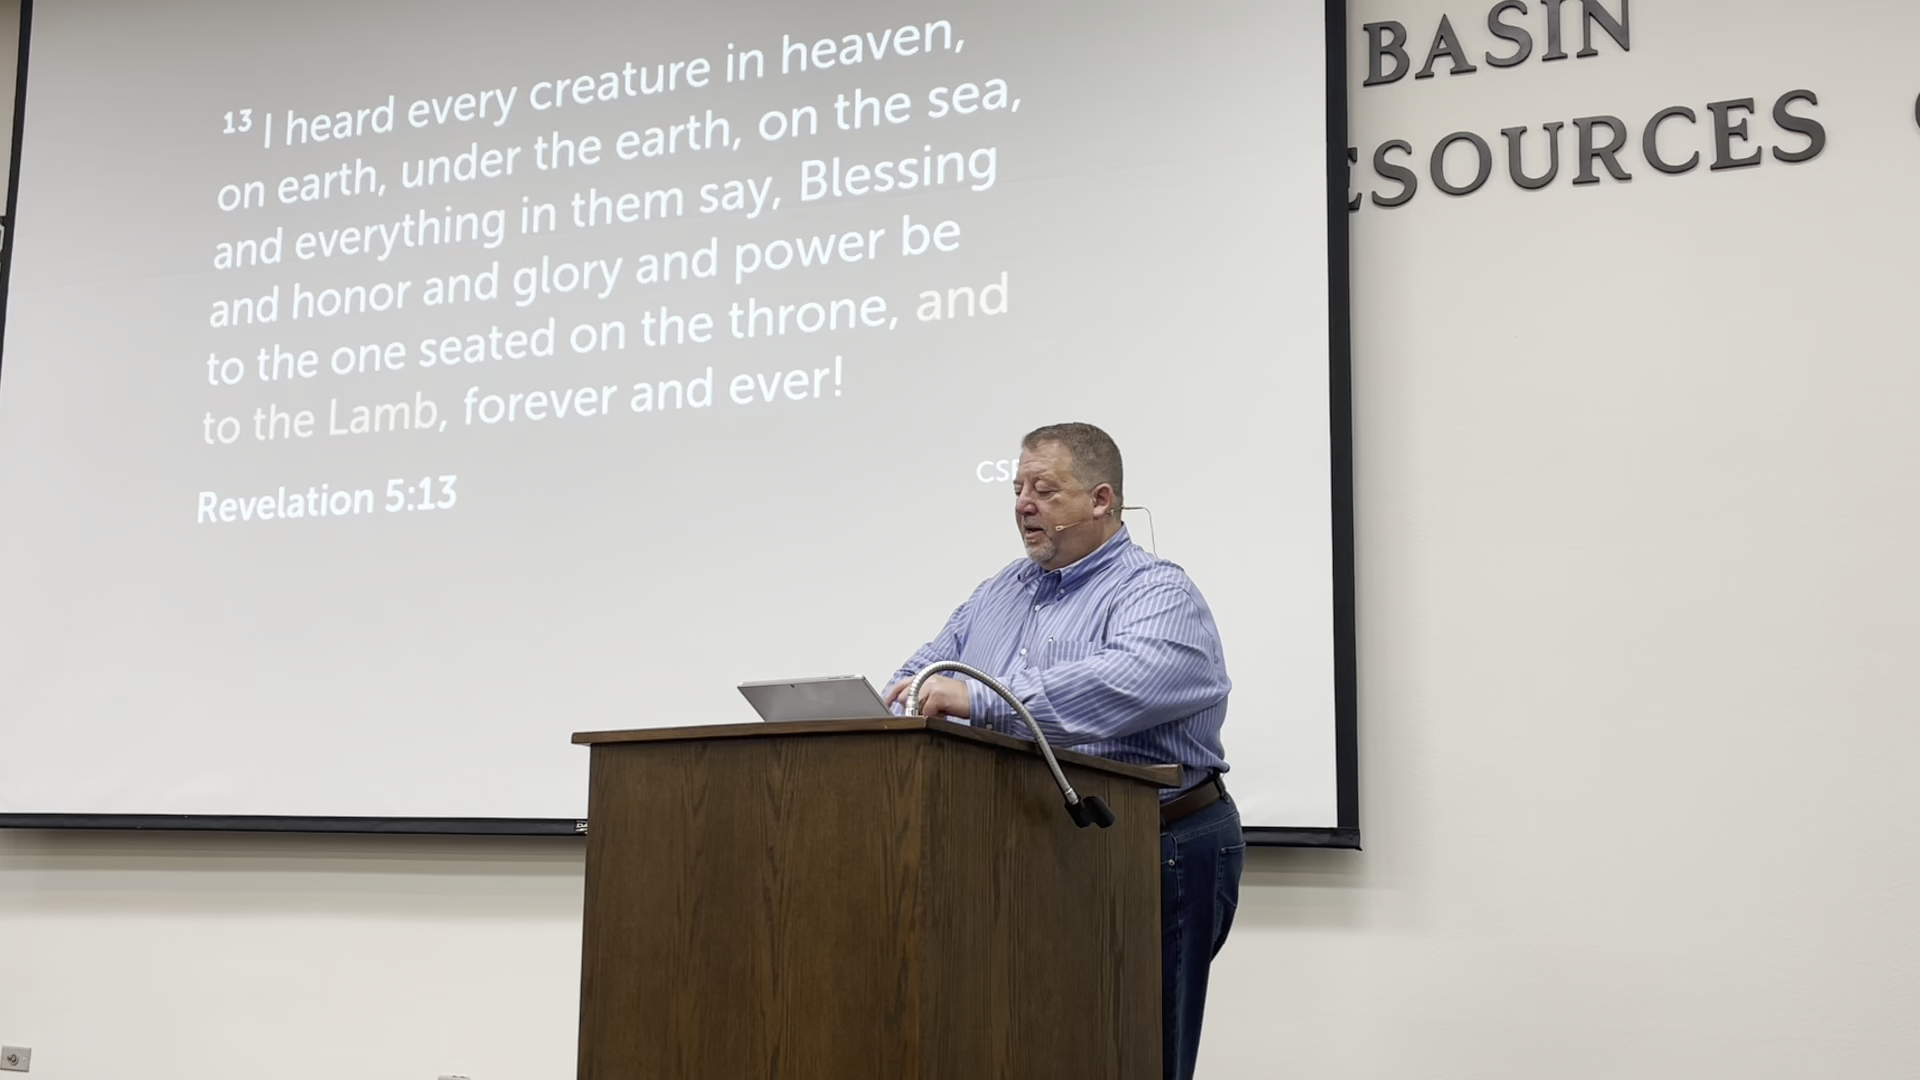 13 I heard every creature in heaven,
on earth, under the earth, on the sea,
and everything in them say, Blessing
and honor and glory and power be
to the one seated on the throne, and
to the Lamb, forever and ever!
Revelation 5:13
BASIN